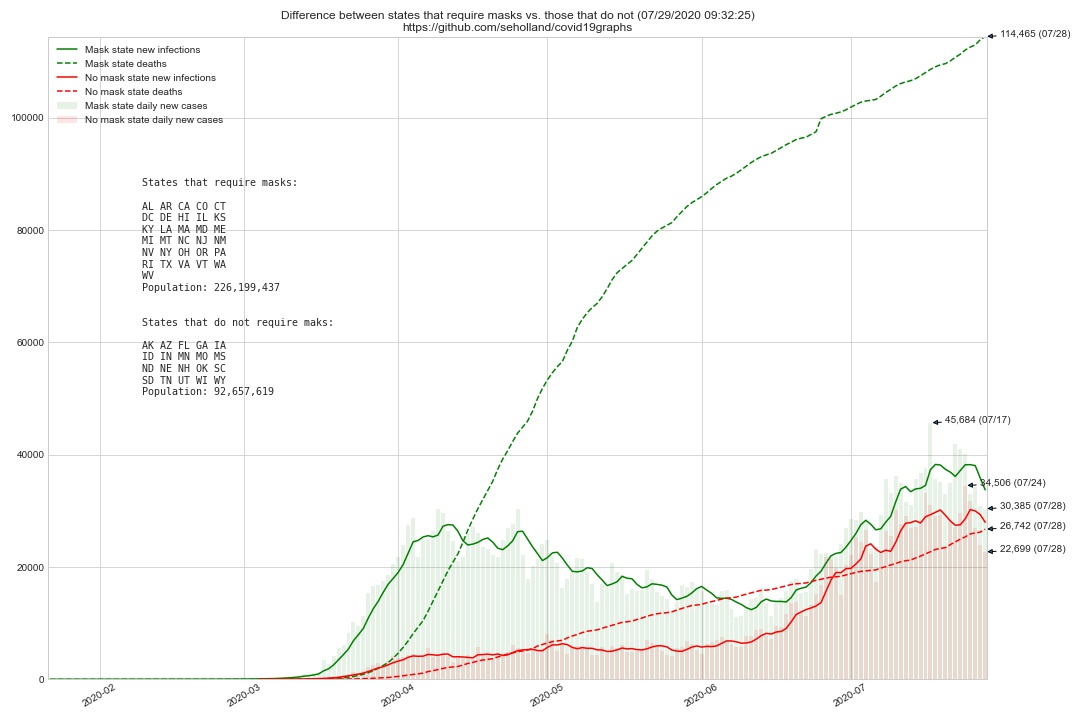 Difference between states that require masks vs. those that do not (07/29/2020 09:32:25)
https://github.com/seholland/covid19graphs
Mask state new infections
Mask state deaths
No mask state new infections
No mask state deaths
Mask state daily new cases
No mask state daily new cases
114,465 (07/28)
100000
States that require masks:
AL AR CA CO CT
DC DE HI IL KS
KY LA MA MD ME
MI MT NC NJ NM
NV NY OH OR PA
RI TX VA VT WA
WV
Population: 226,199,437
80000
States that do not require maks:
AK AZ FL GA IA
ID IN MN MO MS
ND NE NH OK SC
SD TN UT WI WY
Population: 92,657,619
60000
45,684 (07/17)
40000
34,506 (07/24)
30,385 (07/28)
26,742 (07/28)
22,699 (07/28)
20000
0
2020-02
2020-03
2020-04
2020-05
2020-06
2020-07